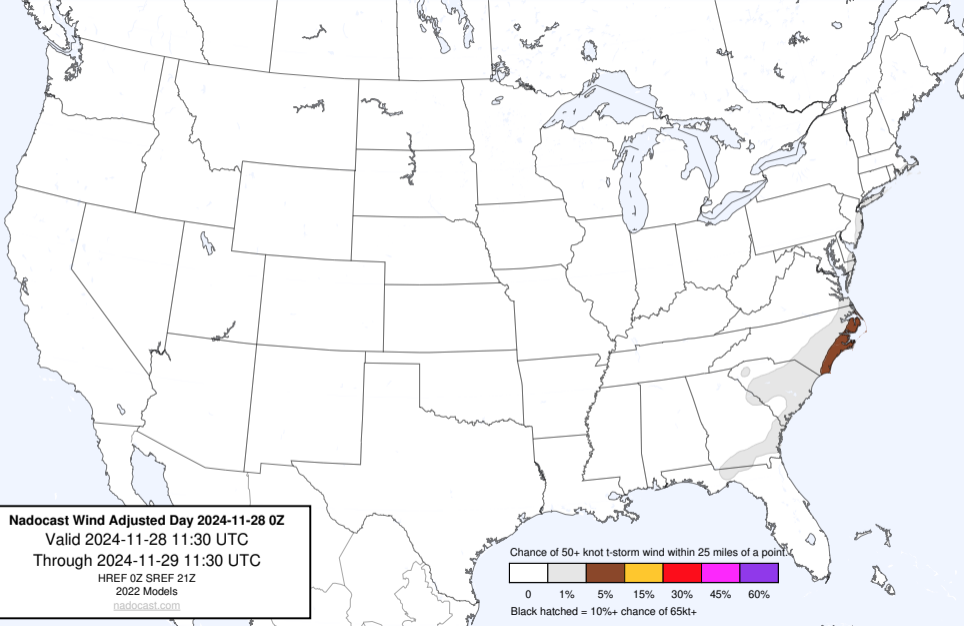 Nadocast Wind Adjusted Day 2024-11-28 0Z
Valid 2024-11-28 11:30 UTC
Through 2024-11-29 11:30 UTC
HREF 0Z SREF 21Z
2022 Models
nadocast.com
Chance of 50+ knot t-storm wind within 25 miles of a point.
0 1% 5% 15% 30% 45% 60%
Black hatched = 10%+ chance of 65kt+